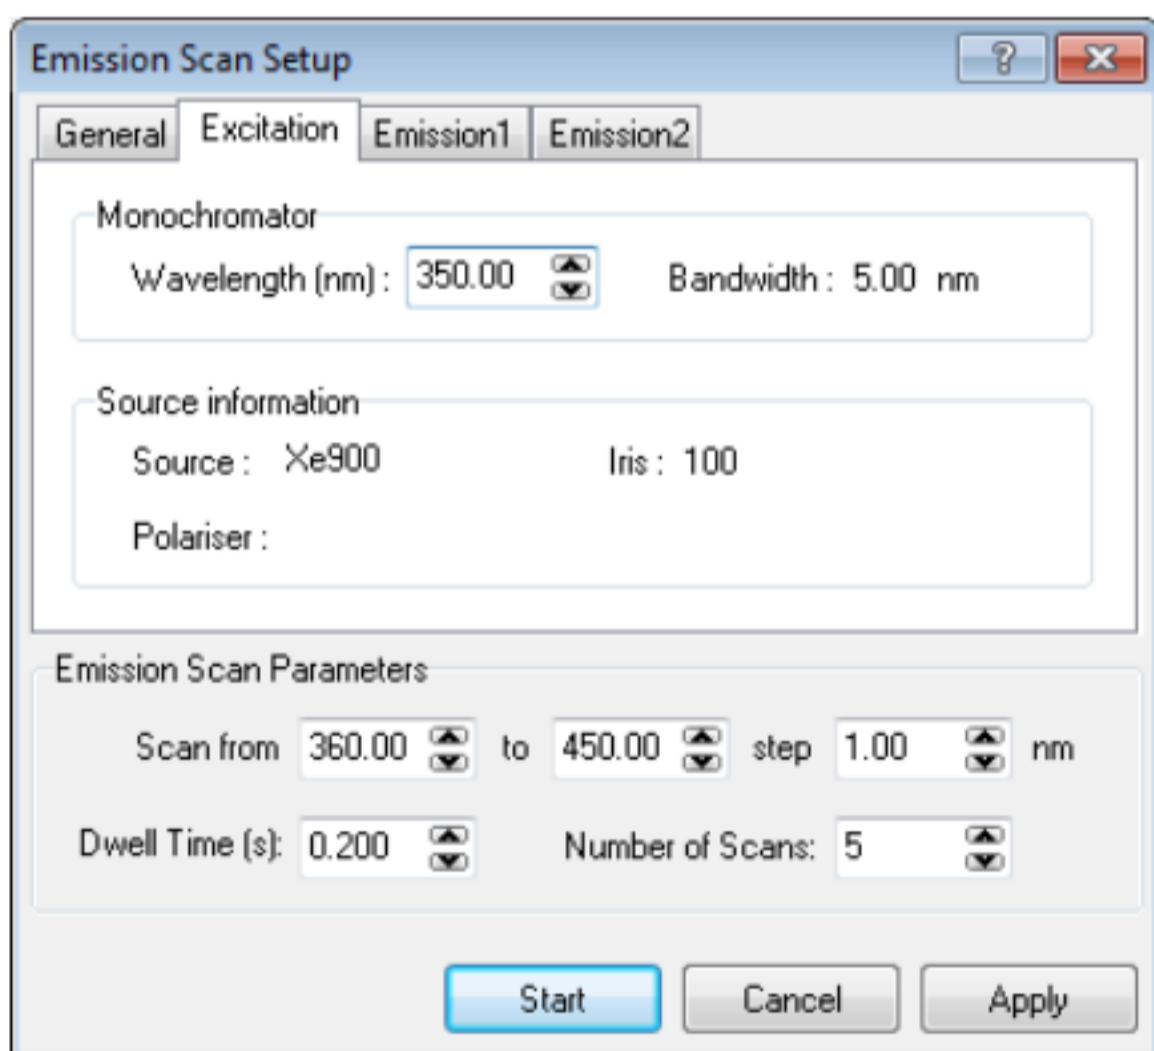 Emission Scan Setup
General Excitation Emission1 Emission2
Monochromator
Wavelength (nm) : 350.00 Bandwidth : 5.00 nm
Source information
Source : Xe900 Iris : 100
Polariser :
Emission Scan Parameters
Scan from 360.00 to 450.00 step 1.00 nm
Dwell Time (s): 0.200 Number of Scans: 5
Start Cancel Apply